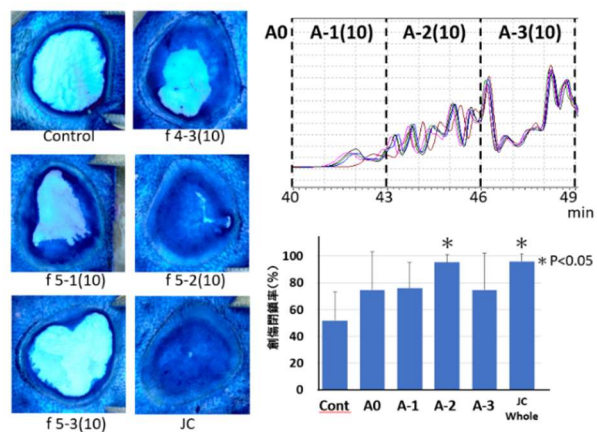 Control
f 4-3(10)
f 5-1(10)
f 5-2(10)
f 5-3(10)
JC
A0 A-1(10) A-2(10) A-3(10)
40 43 46 49
min
創傷閉鎖率(%)
100
80
60
40
20
0
* *
*P<0.05
Cont A0 A-1 A-2 A-3 JC
Whole